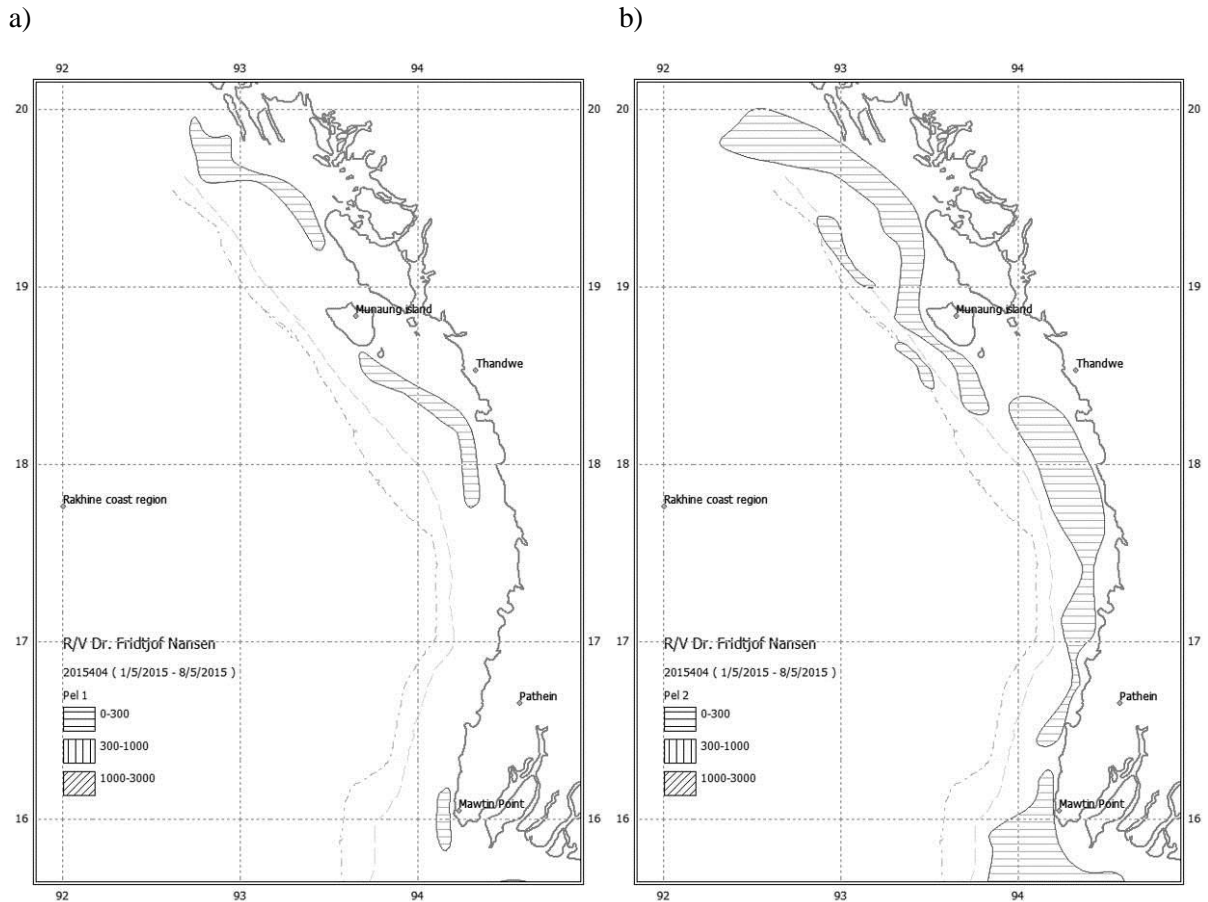 a)
b)
92 93 94
20 20
19 19
Munaung island
Thandwe
18 18
Rakhine coast region
17 17
R/V Dr. Fridtjof Nansen
2015404 ( 1/5/2015 - 8/5/2015 )
Pel 1
0-300
300-1000
1000-3000
Pathein
Mawtin Point
16 16
92 93 94
92 93 94
20 20
19 19
Munaung island
Thandwe
18 18
Rakhine coast region
17 17
R/V Dr. Fridtjof Nansen
2015404 ( 1/5/2015 - 8/5/2015 )
Pel 2
0-300
300-1000
1000-3000
Pathein
Mawtin Point
16 16
92 93 94